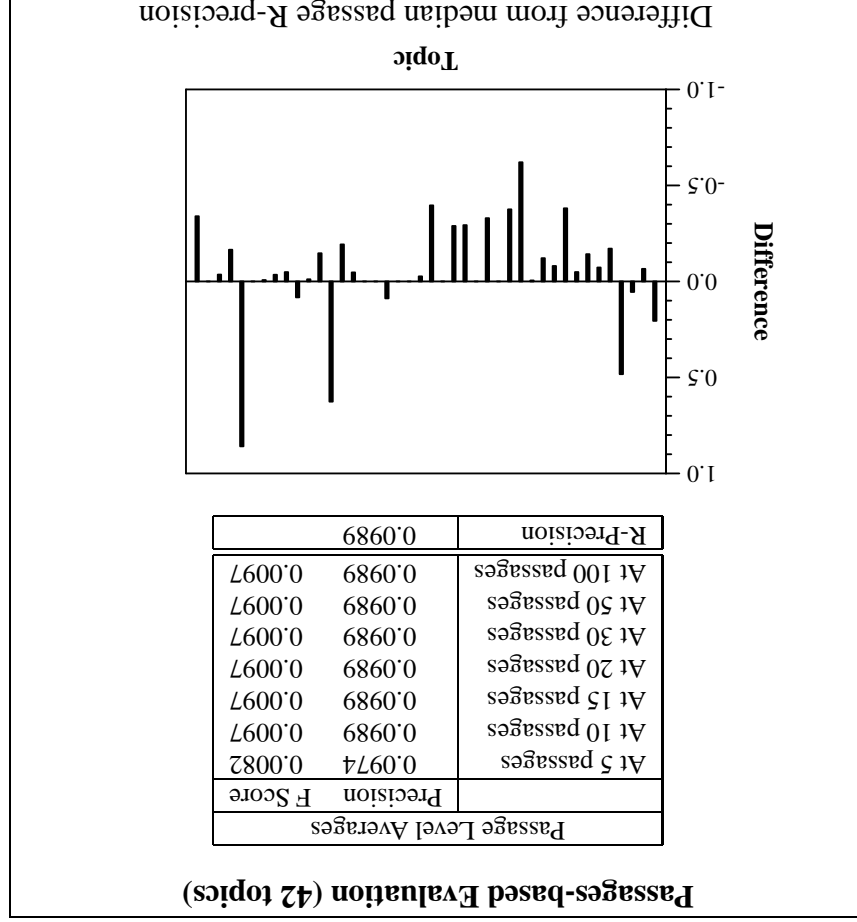 Passages-based Evaluation (42 topics)
Passage Level Averages
Precision F Score
At 5 passages 0.0974 0.0082
At 10 passages 0.0989 0.0097
At 15 passages 0.0989 0.0097
At 20 passages 0.0989 0.0097
At 30 passages 0.0989 0.0097
At 50 passages 0.0989 0.0097
At 100 passages 0.0989 0.0097
R-Precision 0.0989
1.0
0.5
0.0
-0.5
-1.0
Difference
Topic
Difference from median passage R-precision